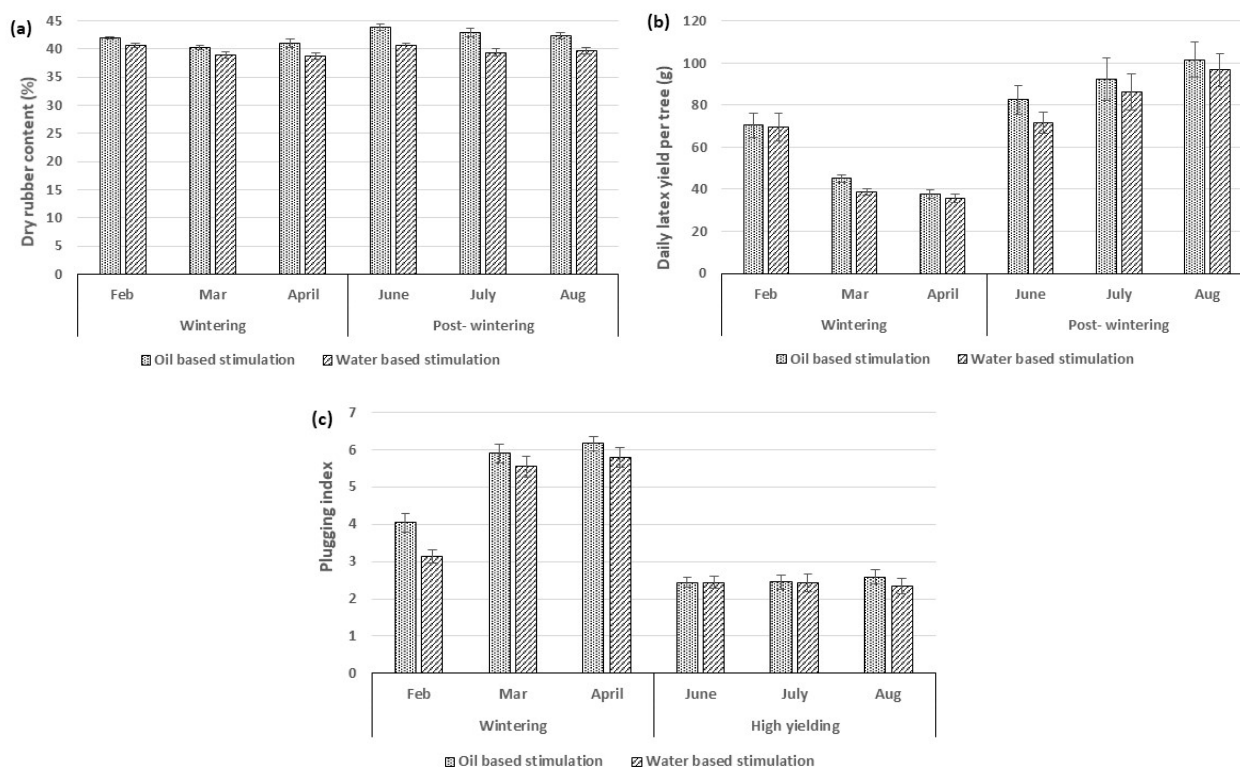 (a)
Dry rubber content (%)
45
40
35
30
25
20
15
10
5
0
Feb Mar April June July Aug
Wintering Post- wintering
Oil based stimulation Water based stimulation
(b)
Daily latex yield per tree (g)
120
100
80
60
40
20
0
Feb Mar April June July Aug
Wintering Post- wintering
Oil based stimulation Water based stimulation
(c)
Plugging index
7
6
5
4
3
2
1
0
Feb Mar April June July Aug
Wintering High yielding
Oil based stimulation Water based stimulation